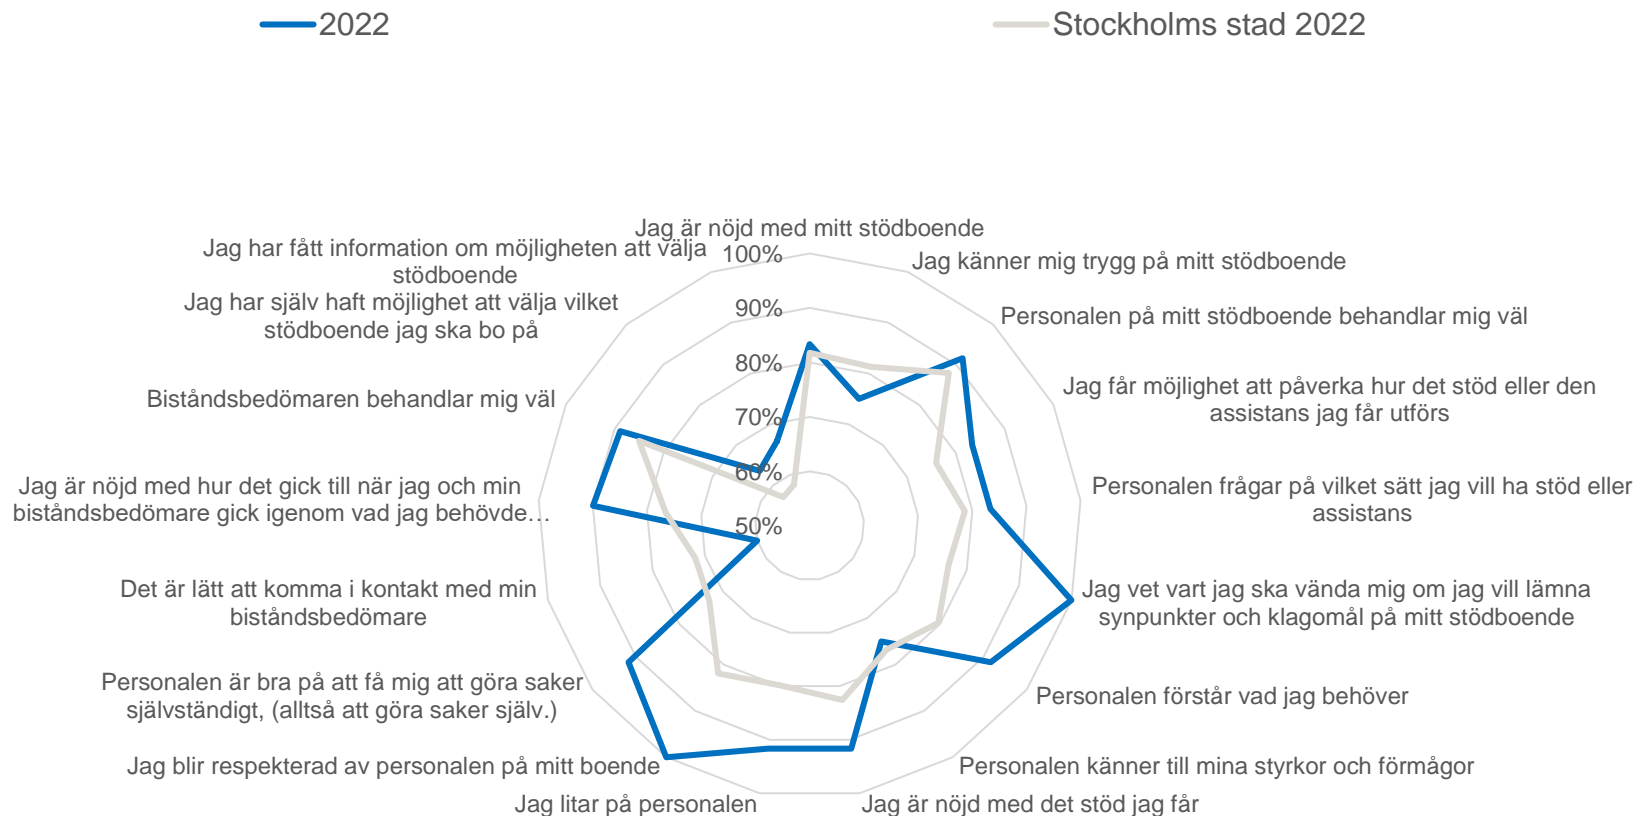 2022
Stockholms stad 2022
Jag är nöjd med mitt stödboende
Jag känner mig trygg på mitt stödboende
Personalen på mitt stödboende behandlar mig väl
Jag får möjlighet att påverka hur det stöd eller den
assistans jag får utförs
Personalen frågar på vilket sätt jag vill ha stöd eller
assistans
Jag vet vart jag ska vända mig om jag vill lämna
synpunkter och klagomål på mitt stödboende
Personalen förstår vad jag behöver
Personalen känner till mina styrkor och förmågor
Jag är nöjd med det stöd jag får
Jag litar på personalen
Jag blir respekterad av personalen på mitt boende
Personalen är bra på att få mig att göra saker
självständigt, (alltså att göra saker själv.)
Det är lätt att komma i kontakt med min
biståndsbedömare
Jag är nöjd med hur det gick till när jag och min
biståndsbedömare gick igenom vad jag behövde…
Biståndsbedömaren behandlar mig väl
Jag har själv haft möjlighet att välja vilket
stödboende jag ska bo på
Jag har fått information om möjligheten att välja
stödboende
100%
90%
80%
70%
60%
50%